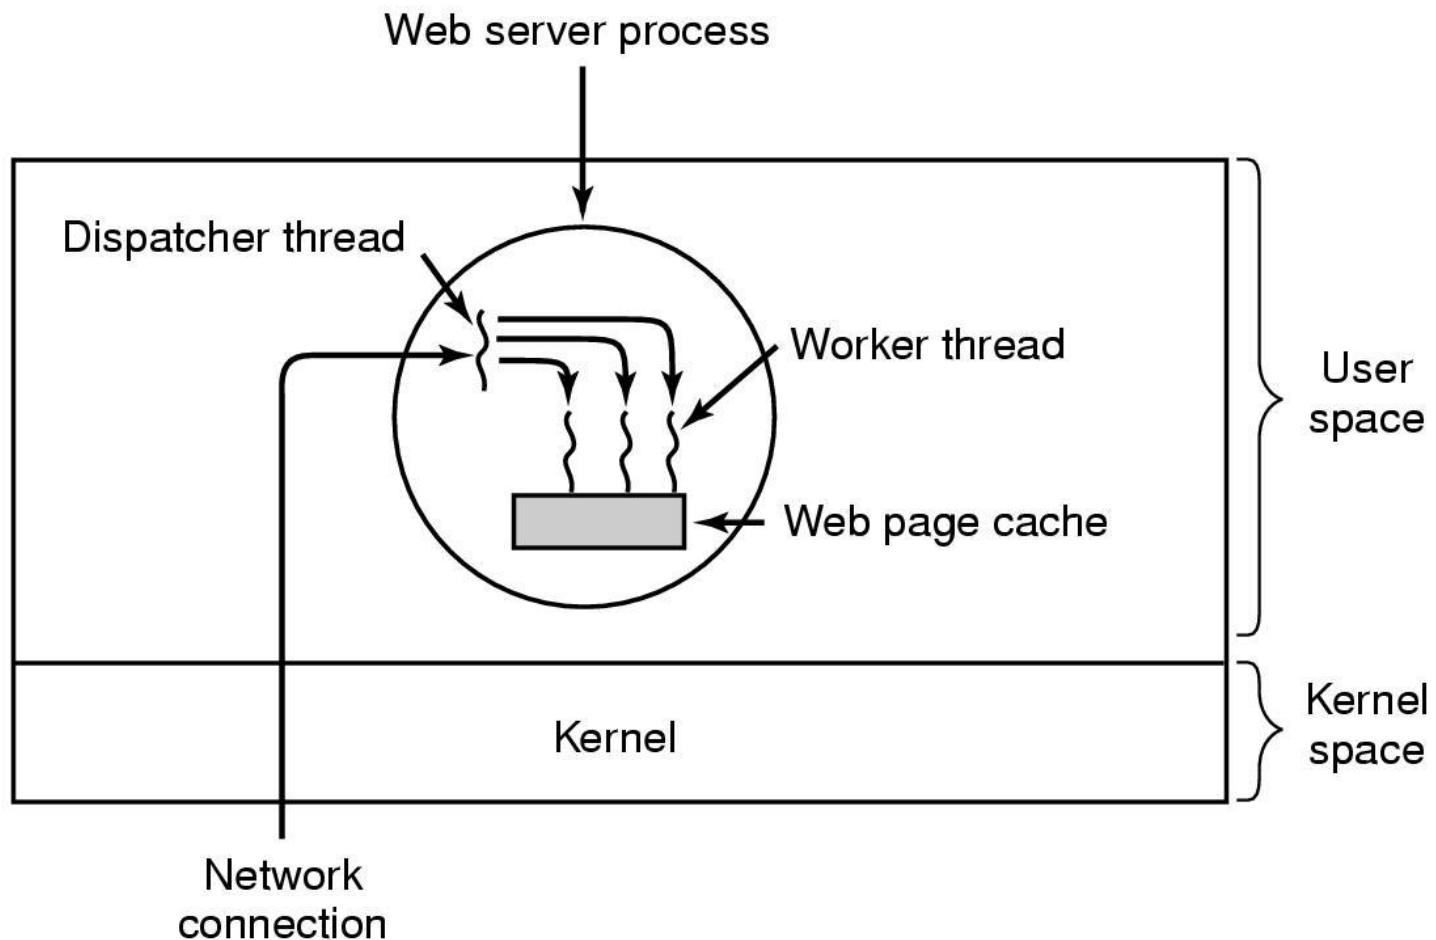 Web server process
Dispatcher thread
Worker thread
User
space
Web page cache
Kernel
Kernel
space
Network
connection